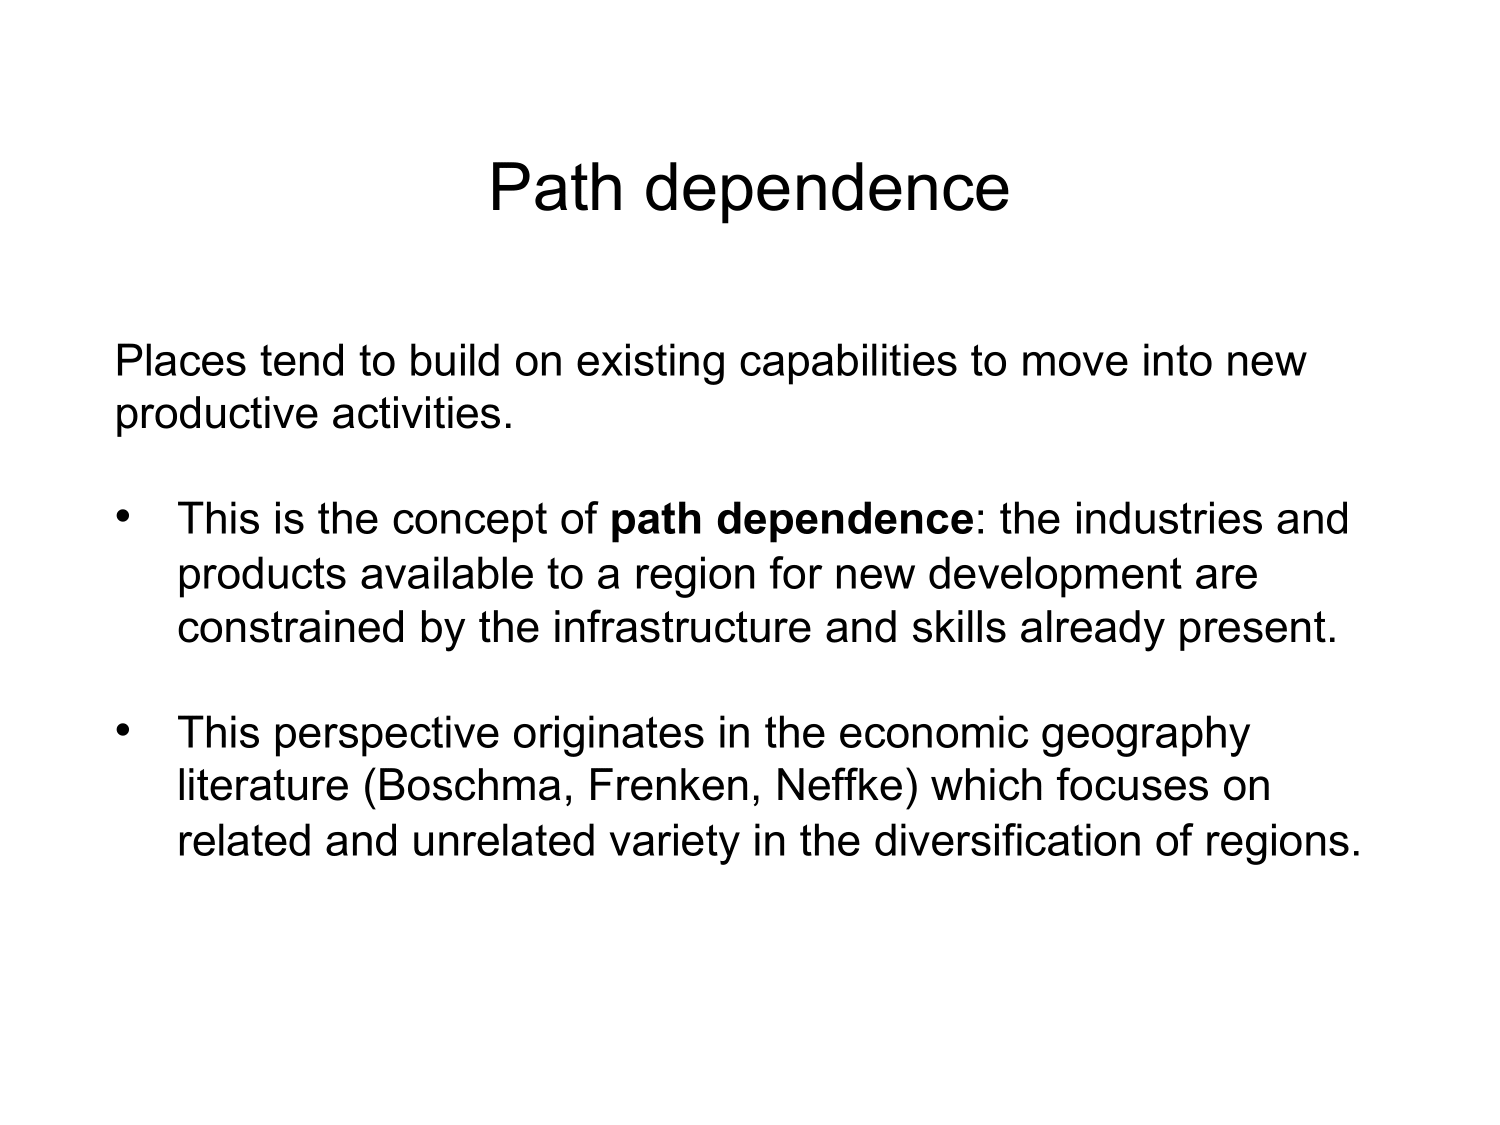 Path dependence
Places tend to build on existing capabilities to move into new
productive activities.
• This is the concept of path dependence: the industries and
products available to a region for new development are
constrained by the infrastructure and skills already present.
• This perspective originates in the economic geography
literature (Boschma, Frenken, Neffke) which focuses on
related and unrelated variety in the diversification of regions.